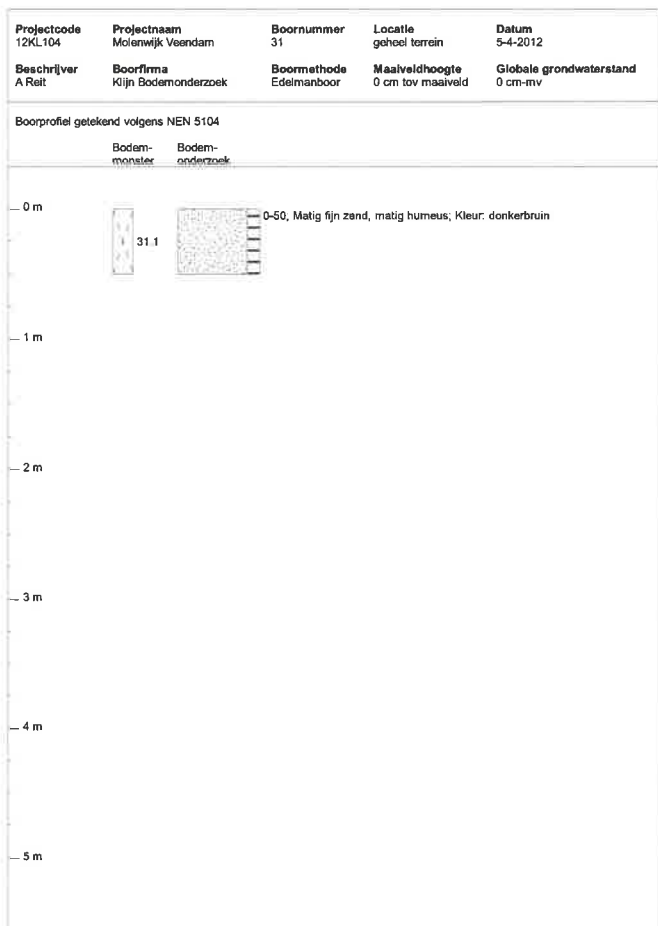 Projectcode Projectnaam Boornummer Locatie Datum
12KL104 Molenwijk Veendam 31 geheel terrein 5-4-2012
Beschrijver Boorfirma Boormethode Maaiveldhoogte Globale grondwaterstand
A Reit Klijn Bodemonderzoek Edelmanboor 0 cm tov maaiveld 0 cm-mv
Boorprofiel getekend volgens NEN 5104
Bodem- Bodem-
monster onderzoek
0 m
0-50, Matig fijn zand, matig humeus; Kleur: donkerbruin
31.1
1 m
2 m
3 m
4 m
5 m